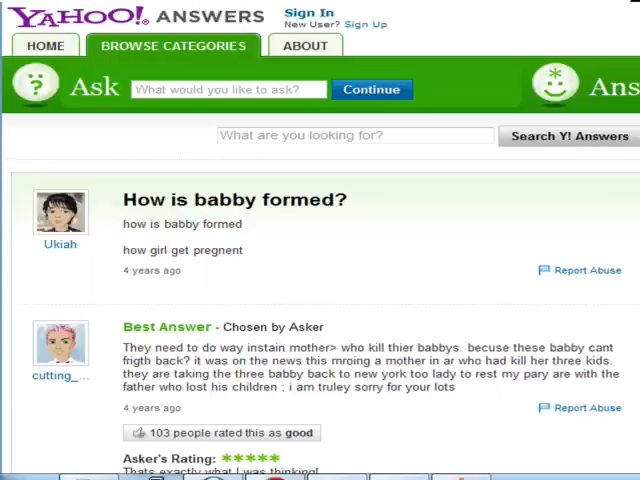 YAHOO! ANSWERS
Sign In
New User? Sign Up
HOME
BROWSE CATEGORIES
ABOUT
Ask
What would you like to ask?
Continue
Ans
What are you looking for?
Search Y! Answers
How is babby formed?
how is babby formed
Ukiah
how girl get pregnent
4 years ago
Report Abuse
Best Answer - Chosen by Asker
They need to do way instain mother> who kill thier babbys. becuse these babby cant
frigth back? it was on the news this mroing a mother in ar who had kill her three kids.
they are taking the three babby back to new york too lady to rest my pary are with the
cutting_...
father who lost his children ; i am truley sorry for your lots
4 years ago
Report Abuse
103 people rated this as good
Asker's Rating: *****
Thats exactly what I was thinking!